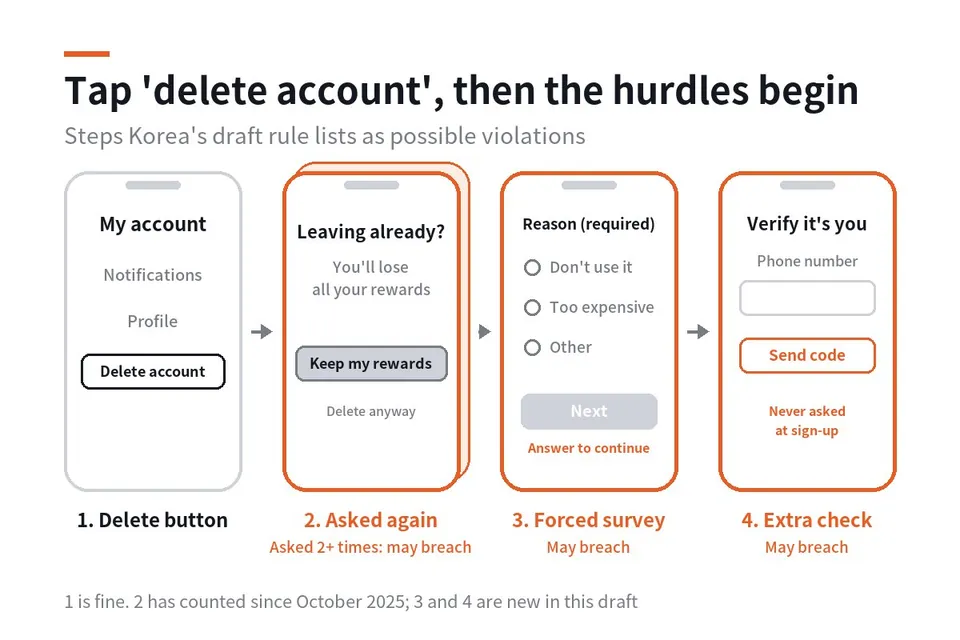 Tap 'delete account', then the hurdles begin
Steps Korea's draft rule lists as possible violations
My account
Notifications
Profile
Delete account
1. Delete button
Leaving already?
You'll lose
all your rewards
Keep my rewards
Delete anyway
2. Asked again
Asked 2+ times: may breach
Reason (required)
Don't use it
Too expensive
Other
Next
Answer to continue
3. Forced survey
May breach
Verify it's you
Phone number
Send code
Never asked
at sign-up
4. Extra check
May breach
1 is fine. 2 has counted since October 2025; 3 and 4 are new in this draft